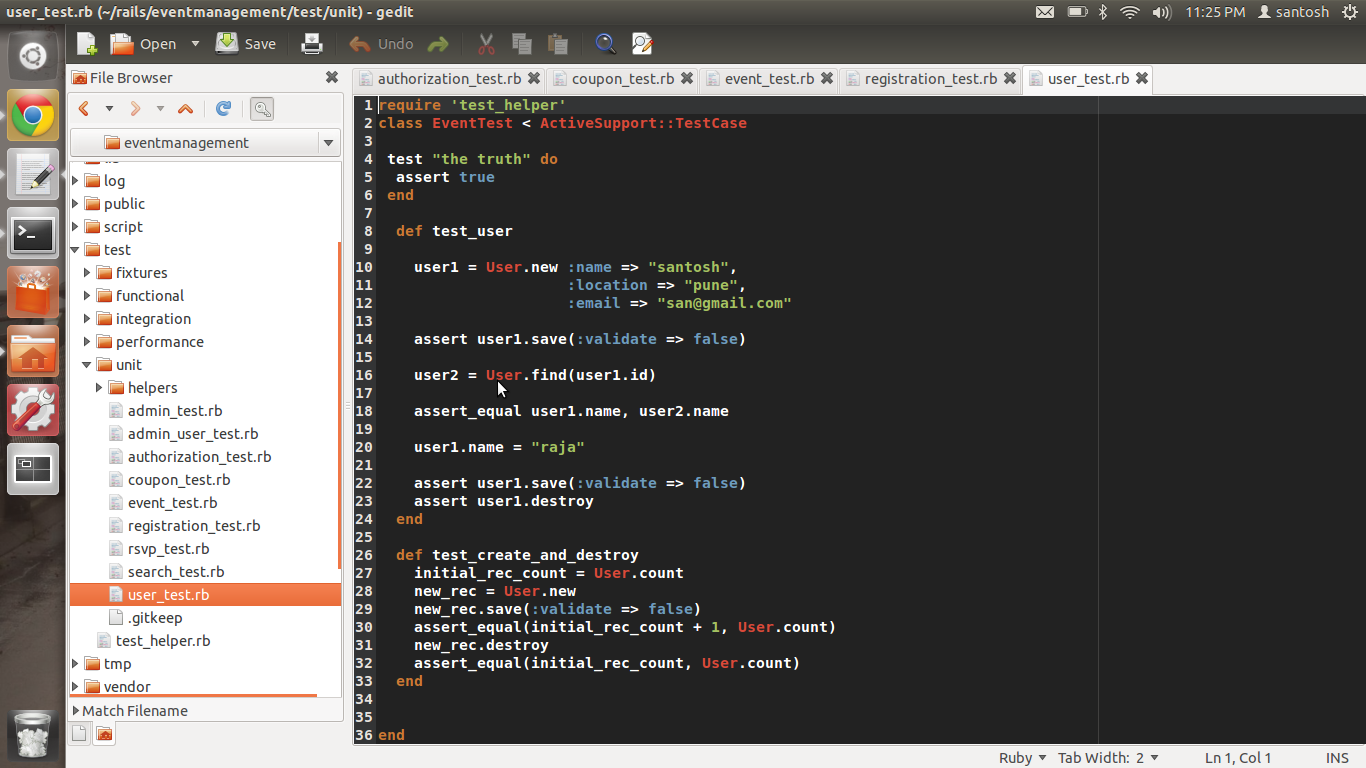 user_test.rb (~/rails/eventmanagement/test/unit) - gedit
11:25 PM santosh
Open Save Undo
File Browser
eventmanagement
log
public
script
test
fixtures
functional
integration
performance
unit
helpers
admin_test.rb
admin_user_test.rb
authorization_test.rb
coupon_test.rb
event_test.rb
registration_test.rb
rsvp_test.rb
search_test.rb
user_test.rb
.gitkeep
test_helper.rb
tmp
vendor
Match Filename
authorization_test.rb coupon_test.rb event_test.rb registration_test.rb user_test.rb
1 require 'test_helper'
2 class EventTest < ActiveSupport::TestCase
3
4 test "the truth" do
5 assert true
6 end
7
8 def test_user
9
10 user1 = User.new :name => "santosh",
11 :location => "pune",
12 :email => "san@gmail.com"
13
14 assert user1.save(:validate => false)
15
16 user2 = User.find(user1.id)
17
18 assert_equal user1.name, user2.name
19
20 user1.name = "raja"
21
22 assert user1.save(:validate => false)
23 assert user1.destroy
24 end
25
26 def test_create_and_destroy
27 initial_rec_count = User.count
28 new_rec = User.new
29 new_rec.save(:validate => false)
30 assert_equal(initial_rec_count + 1, User.count)
31 new_rec.destroy
32 assert_equal(initial_rec_count, User.count)
33 end
34
35
36 end
Ruby Tab Width: 2 Ln 1, Col 1 INS